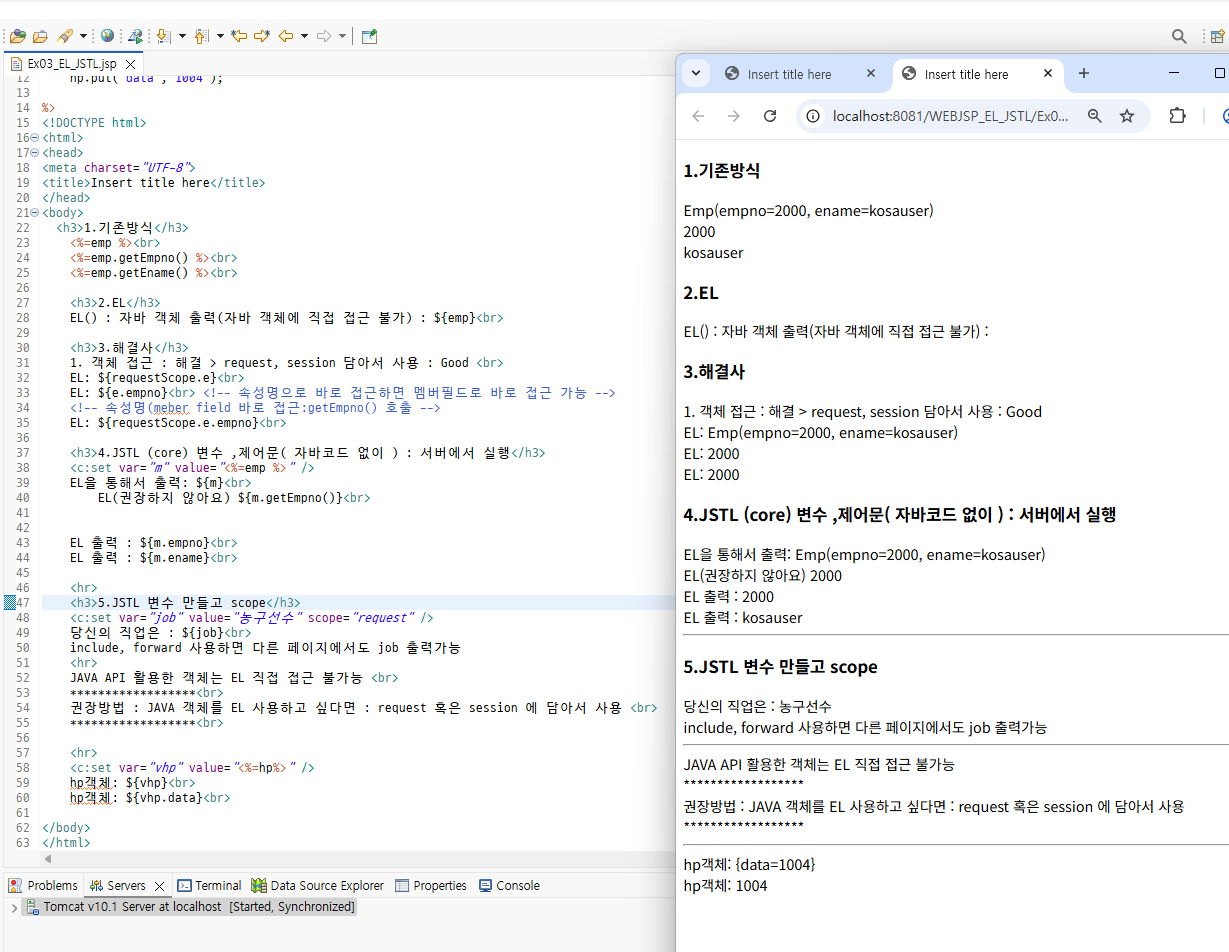 Ex03_EL_JSTL.jsp
12 hp.put("data", "1004");
13
14 %>
15 <!DOCTYPE html>
16 <html>
17 <head>
18 <meta charset="UTF-8">
19 <title>Insert title here</title>
20 </head>
21 <body>
22 <h3>1.기존방식</h3>
23 <%=emp %><br>
24 <%=emp.getEmpno() %><br>
25 <%=emp.getEname() %><br>
26
27 <h3>2.EL</h3>
28 EL() : 자바 객체 출력(자바 객체에 직접 접근 불가) : ${emp}<br>
29
30 <h3>3.해결사</h3>
31 1. 객체 접근 : 해결 > request, session 담아서 사용 : Good <br>
32 EL: ${requestScope.e}<br>
33 EL: ${e.empno}<br> <!-- 속성명으로 바로 접근하면 멤버필드로 바로 접근 가능 -->
34 <!-- 속성명(meber field 바로 접근:getEmpno() 호출 -->
35 EL: ${requestScope.e.empno}<br>
36
37 <h3>4.JSTL (core) 변수 ,제어문( 자바코드 없이 ) : 서버에서 실행</h3>
38 <c:set var="m" value="<%=emp %>" />
39 EL을 통해서 출력: ${m}<br>
40 EL(권장하지 않아요) ${m.getEmpno()}<br>
41
42
43 EL 출력 : ${m.empno}<br>
44 EL 출력 : ${m.ename}<br>
45
46 <hr>
47 <h3>5.JSTL 변수 만들고 scope</h3>
48 <c:set var="job" value="농구선수" scope="request" />
49 당신의 직업은 : ${job}<br>
50 include, forward 사용하면 다른 페이지에서도 job 출력가능
51 <hr>
52 JAVA API 활용한 객체는 EL 직접 접근 불가능 <br>
53 ******************<br>
54 권장방법 : JAVA 객체를 EL 사용하고 싶다면 : request 혹은 session 에 담아서 사용 <br>
55 ******************<br>
56
57 <hr>
58 <c:set var="vhp" value="<%=hp%>" />
59 hp객체: ${vhp}<br>
60 hp객체: ${vhp.data}<br>
61
62 </body>
63 </html>
Problems Servers Terminal Data Source Explorer Properties Console
Tomcat v10.1 Server at localhost [Started, Synchronized]
Insert title here Insert title here
localhost:8081/WEBJSP_EL_JSTL/Ex0...
1.기존방식
Emp(empno=2000, ename=kosauser)
2000
kosauser
2.EL
EL() : 자바 객체 출력(자바 객체에 직접 접근 불가) :
3.해결사
1. 객체 접근 : 해결 > request, session 담아서 사용 : Good
EL: Emp(empno=2000, ename=kosauser)
EL: 2000
EL: 2000
4.JSTL (core) 변수 ,제어문( 자바코드 없이 ) : 서버에서 실행
EL을 통해서 출력: Emp(empno=2000, ename=kosauser)
EL(권장하지 않아요) 2000
EL 출력 : 2000
EL 출력 : kosauser
5.JSTL 변수 만들고 scope
당신의 직업은 : 농구선수
include, forward 사용하면 다른 페이지에서도 job 출력가능
JAVA API 활용한 객체는 EL 직접 접근 불가능
******************
권장방법 : JAVA 객체를 EL 사용하고 싶다면 : request 혹은 session 에 담아서 사용
******************
hp객체: {data=1004}
hp객체: 1004